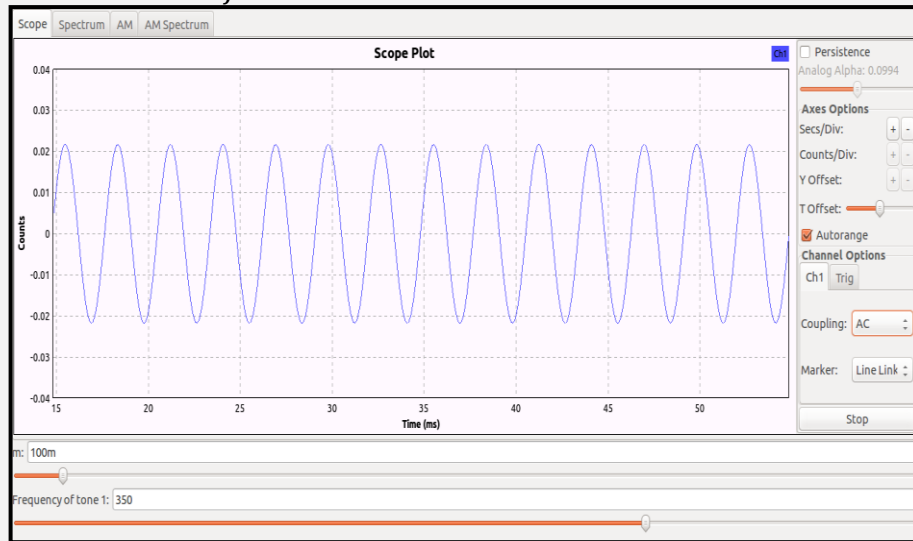 Scope Spectrum AM AM Spectrum
Scope Plot
Ch1
0.04
0.03
0.02
0.01
0
-0.01
-0.02
-0.03
-0.04
Counts
15 20 25 30 35 40 45 50
Time (ms)
Persistence
Analog Alpha: 0.0994
Axes Options
Secs/Div: + -
Counts/Div: + -
Y Offset: + -
T Offset:
Autorange
Channel Options
Ch1 Trig
Coupling: AC
Marker: Line Link
Stop
m: 100m
Frequency of tone 1: 350